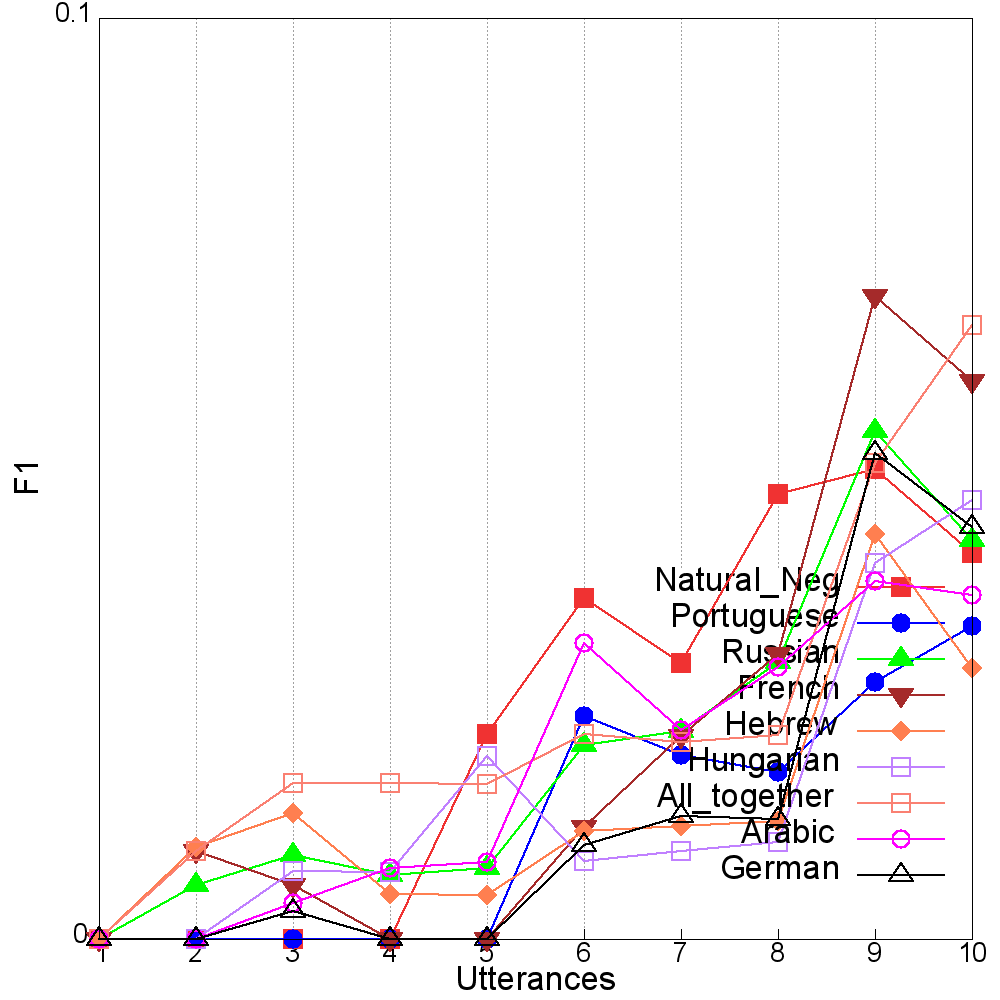 0.1
F1
Natural_Neg
Portuguese
Russian
French
Hebrew
Hungarian
All_together
Arabic
German
0
1 2 3 4 5 6 7 8 9 10
Utterances